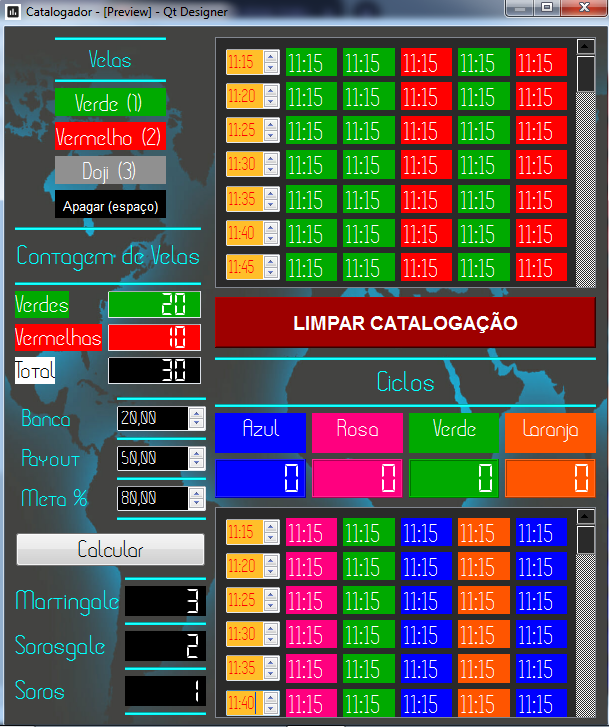 Catalogador - [Preview] - Qt Designer
Velas
Verde (1)
Vermelha (2)
Doji (3)
Apagar (espaço)
Contagem de Velas
Verdes 20
Vermelhas 10
Total 30
Banca 20,00
Payout 50,00
Meta % 80,00
Calcular
Martingale 3
Sorosgale 2
Soros 1
11:15 11:15 11:15 11:15 11:15 11:15
11:20 11:15 11:15 11:15 11:15 11:15
11:25 11:15 11:15 11:15 11:15 11:15
11:30 11:15 11:15 11:15 11:15 11:15
11:35 11:15 11:15 11:15 11:15 11:15
11:40 11:15 11:15 11:15 11:15 11:15
11:45 11:15 11:15 11:15 11:15 11:15
LIMPAR CATALOGAÇÃO
Ciclos
Azul Rosa Verde Laranja
0 0 0 0
11:15 11:15 11:15 11:15 11:15 11:15
11:20 11:15 11:15 11:15 11:15 11:15
11:25 11:15 11:15 11:15 11:15 11:15
11:30 11:15 11:15 11:15 11:15 11:15
11:35 11:15 11:15 11:15 11:15 11:15
11:40 11:15 11:15 11:15 11:15 11:15